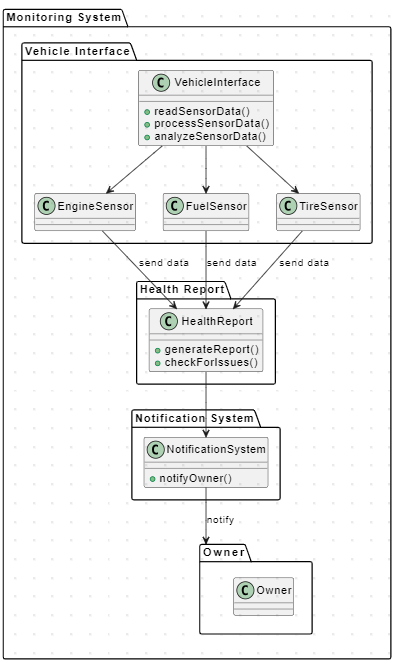 Monitoring System
Vehicle Interface
C VehicleInterface
readSensorData()
processSensorData()
analyzeSensorData()
C EngineSensor
C FuelSensor
C TireSensor
send data
send data
send data
Health Report
C HealthReport
generateReport()
checkForIssues()
Notification System
C NotificationSystem
notifyOwner()
notify
Owner
C Owner